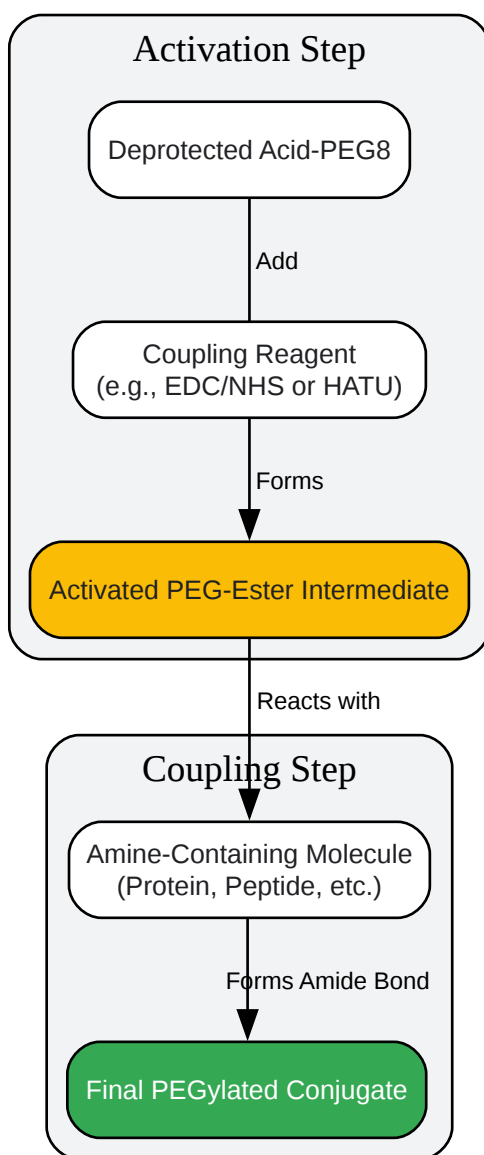 Activation Step
Deprotected Acid-PEG8
Add
Coupling Reagent
(e.g., EDC/NHS or HATU)
Forms
Activated PEG-Ester Intermediate
Reacts with
Coupling Step
Amine-Containing Molecule
(Protein, Peptide, etc.)
Forms Amide Bond
Final PEGylated Conjugate